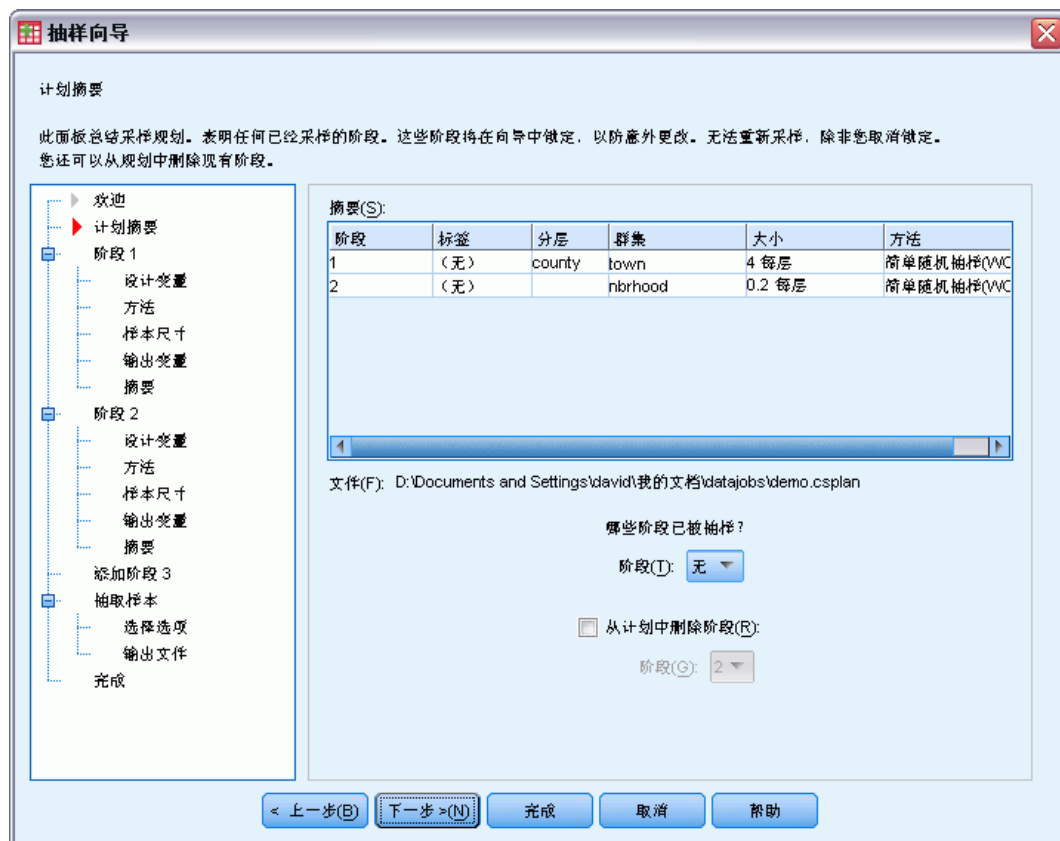 抽样向导
计划摘要
此面板总结采样规划。表明任何已经采样的阶段。这些阶段将在向导中锁定，以防意外更改。无法重新采样，除非您取消锁定。
您还可以从规划中删除现有阶段。
欢迎
计划摘要
阶段 1
设计变量
方法
样本尺寸
输出变量
摘要
阶段 2
设计变量
方法
样本尺寸
输出变量
摘要
添加阶段 3
抽取样本
选择选项
输出文件
完成
摘要(S):
阶段 标签 分层 群集 大小 方法
1 （无） county town 4 每层 简单随机抽样(WO
2 （无） nbrhood 0.2 每层 简单随机抽样(WO
文件(F): D:\Documents and Settings\david\我的文档\datajobs\demo.csplan
哪些阶段已被抽样?
阶段(T): 无
从计划中删除阶段(R):
阶段(G): 2
< 上一步(B) 下一步 >(N) 完成 取消 帮助